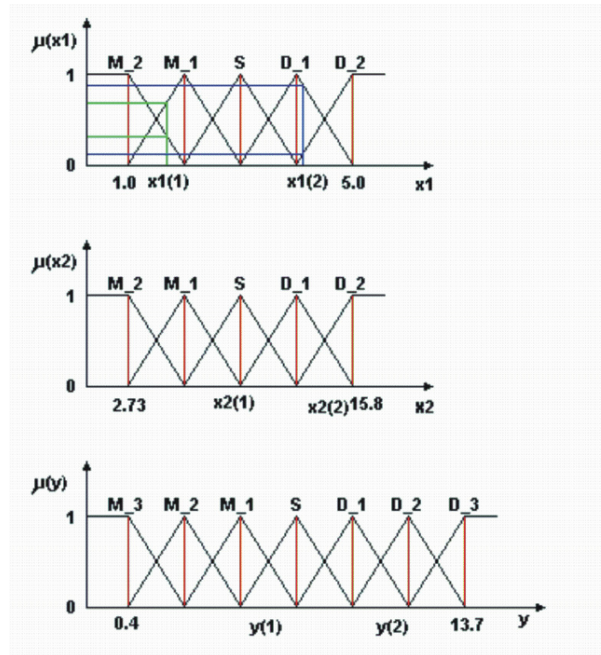 μ(x1)
M_2 M_1 S D_1 D_2
1
0
1.0 x1(1) x1(2) 5.0 x1
μ(x2)
M_2 M_1 S D_1 D_2
1
0
2.73 x2(1) x2(2) 15.8 x2
μ(y)
M_3 M_2 M_1 S D_1 D_2 D_3
1
0
0.4 y(1) y(2) 13.7 y